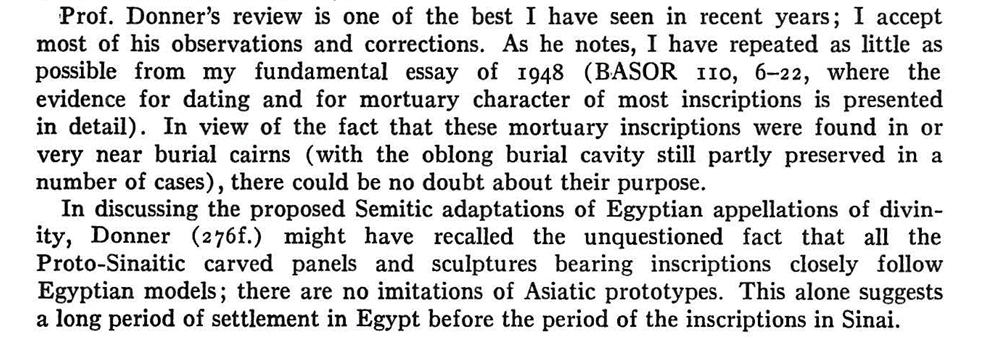 Prof. Donner's review is one of the best I have seen in recent years; I accept
most of his observations and corrections. As he notes, I have repeated as little as
possible from my fundamental essay of 1948 (BASOR 110, 6–22, where the
evidence for dating and for mortuary character of most inscriptions is presented
in detail). In view of the fact that these mortuary inscriptions were found in or
very near burial cairns (with the oblong burial cavity still partly preserved in a
number of cases), there could be no doubt about their purpose.
In discussing the proposed Semitic adaptations of Egyptian appellations of divin-
ity, Donner (276f.) might have recalled the unquestioned fact that all the
Proto-Sinaitic carved panels and sculptures bearing inscriptions closely follow
Egyptian models; there are no imitations of Asiatic prototypes. This alone suggests
a long period of settlement in Egypt before the period of the inscriptions in Sinai.